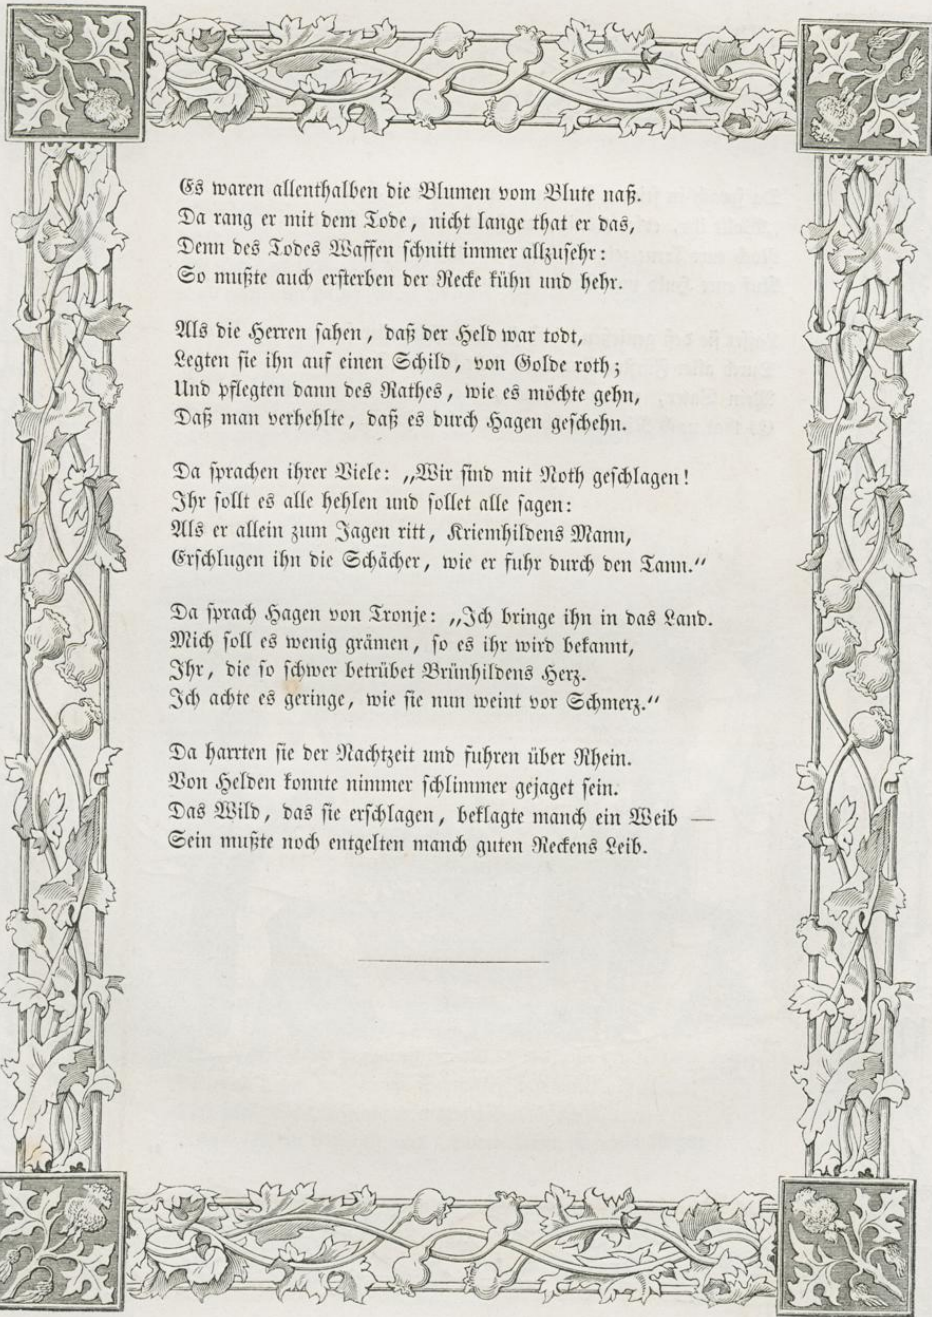 Es waren allenthalben die Blumen vom Blute naß.
Da rang er mit dem Tode, nicht lange that er das,
Denn des Todes Waffen schnitt immer allzusehr:
So mußte auch ersterben der Recke kühn und hehr.

Als die Herren sahen, daß der Held war todt,
Legten sie ihn auf einen Schild, von Golde roth;
Und pflegten dann des Rathes, wie es möchte gehn,
Daß man verhehlte, daß es durch Hagen geschehn.

Da sprachen ihrer Viele: „Wir sind mit Noth geschlagen!
Ihr sollt es alle hehlen und sollet alle sagen:
Als er allein zum Jagen ritt, Kriemhildens Mann,
Erschlugen ihn die Schächer, wie er fuhr durch den Tann.“

Da sprach Hagen von Tronje: „Ich bringe ihn in das Land.
Mich soll es wenig grämen, so es ihr wird bekannt,
Ihr, die so schwer betrübet Brünhildens Herz.
Ich achte es geringe, wie sie nun weint vor Schmerz.“

Da harrten sie der Nachtzeit und fuhren über Rhein.
Von Helden konnte nimmer schlimmer gejaget sein.
Das Wild, das sie erschlagen, beklagte manch ein Weib —
Sein mußte noch entgelten manch guten Reckens Leib.